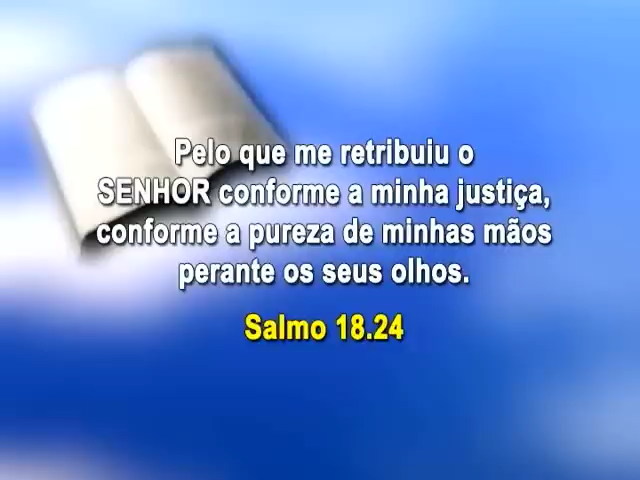 Pelo que me retribuiu o
SENHOR conforme a minha justiça,
conforme a pureza de minhas mãos
perante os seus olhos.
Salmo 18.24